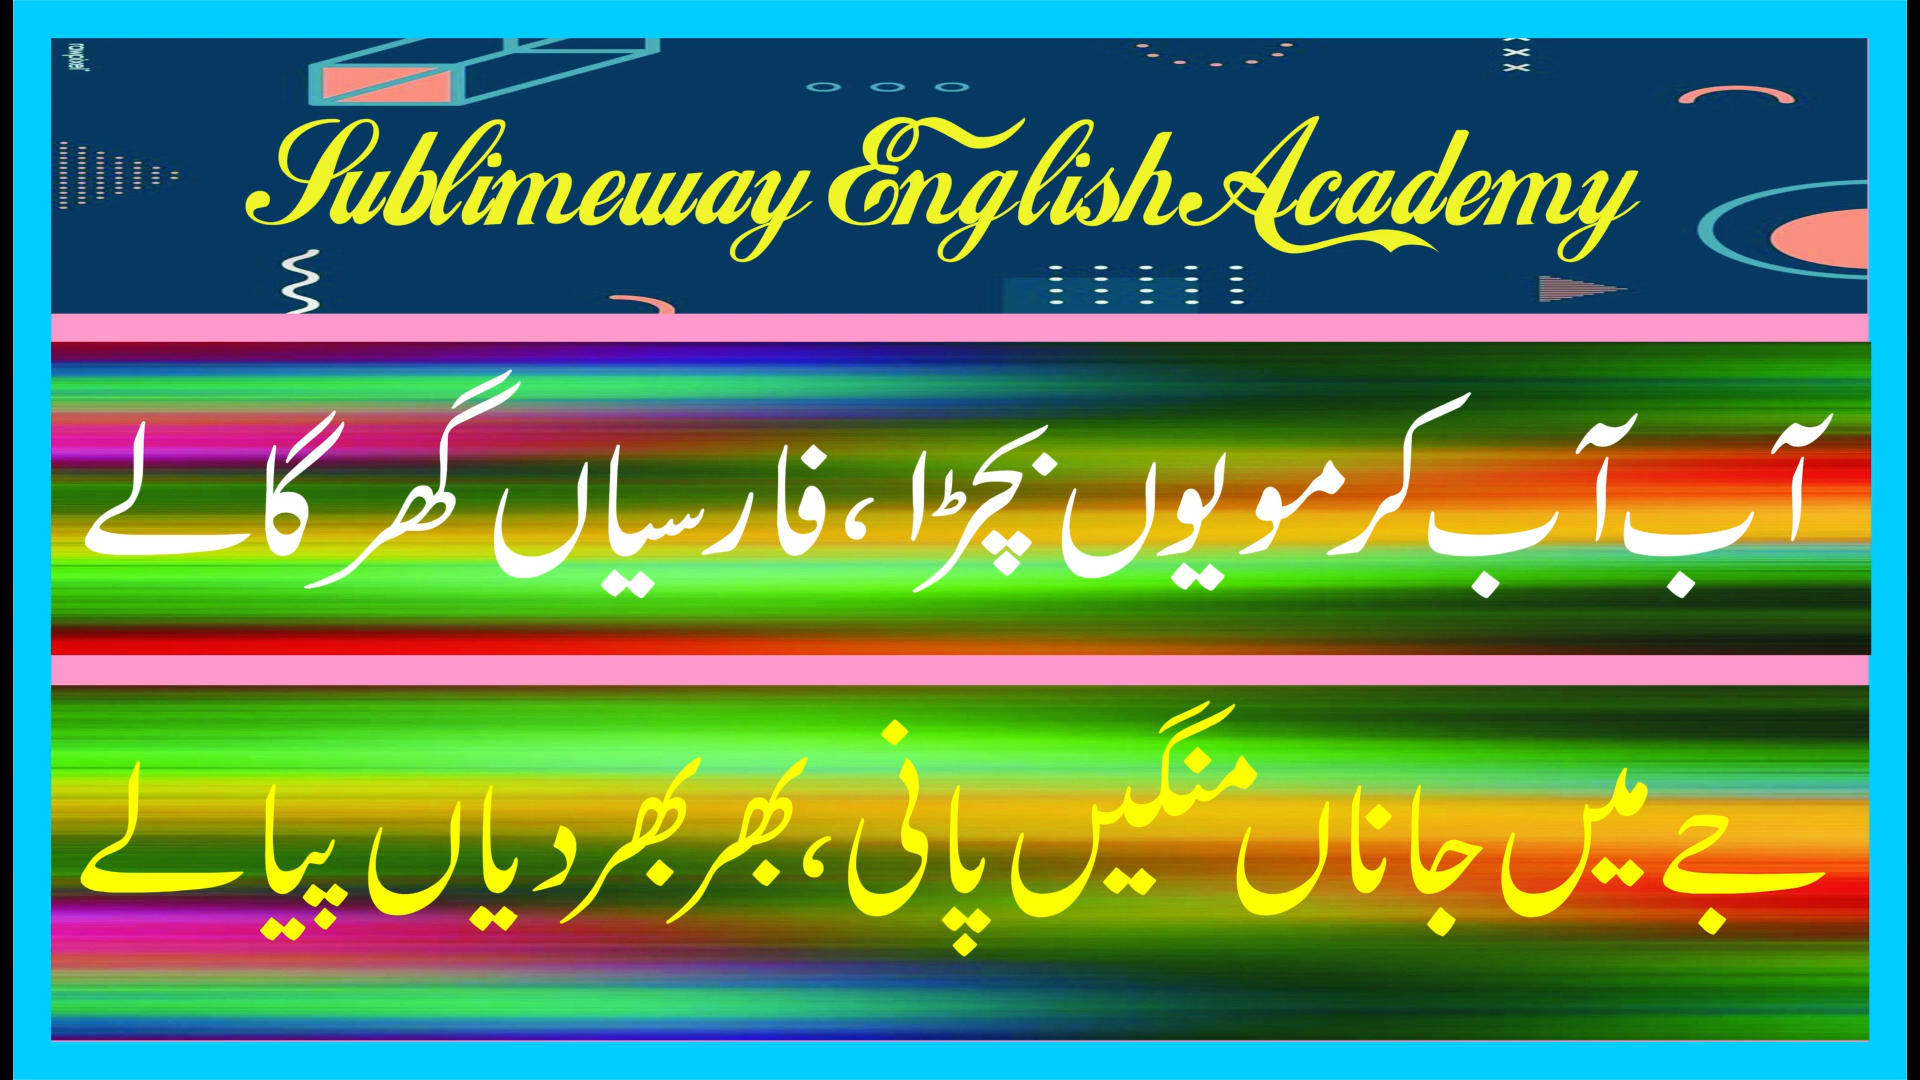 rawpixel
Sublimeway English Academy
آب آب کر مویوں بچڑا ، فارسیاں گھر گالے
جے میں جاناں منگیں پانی ، بھر بھر دیاں پیالے